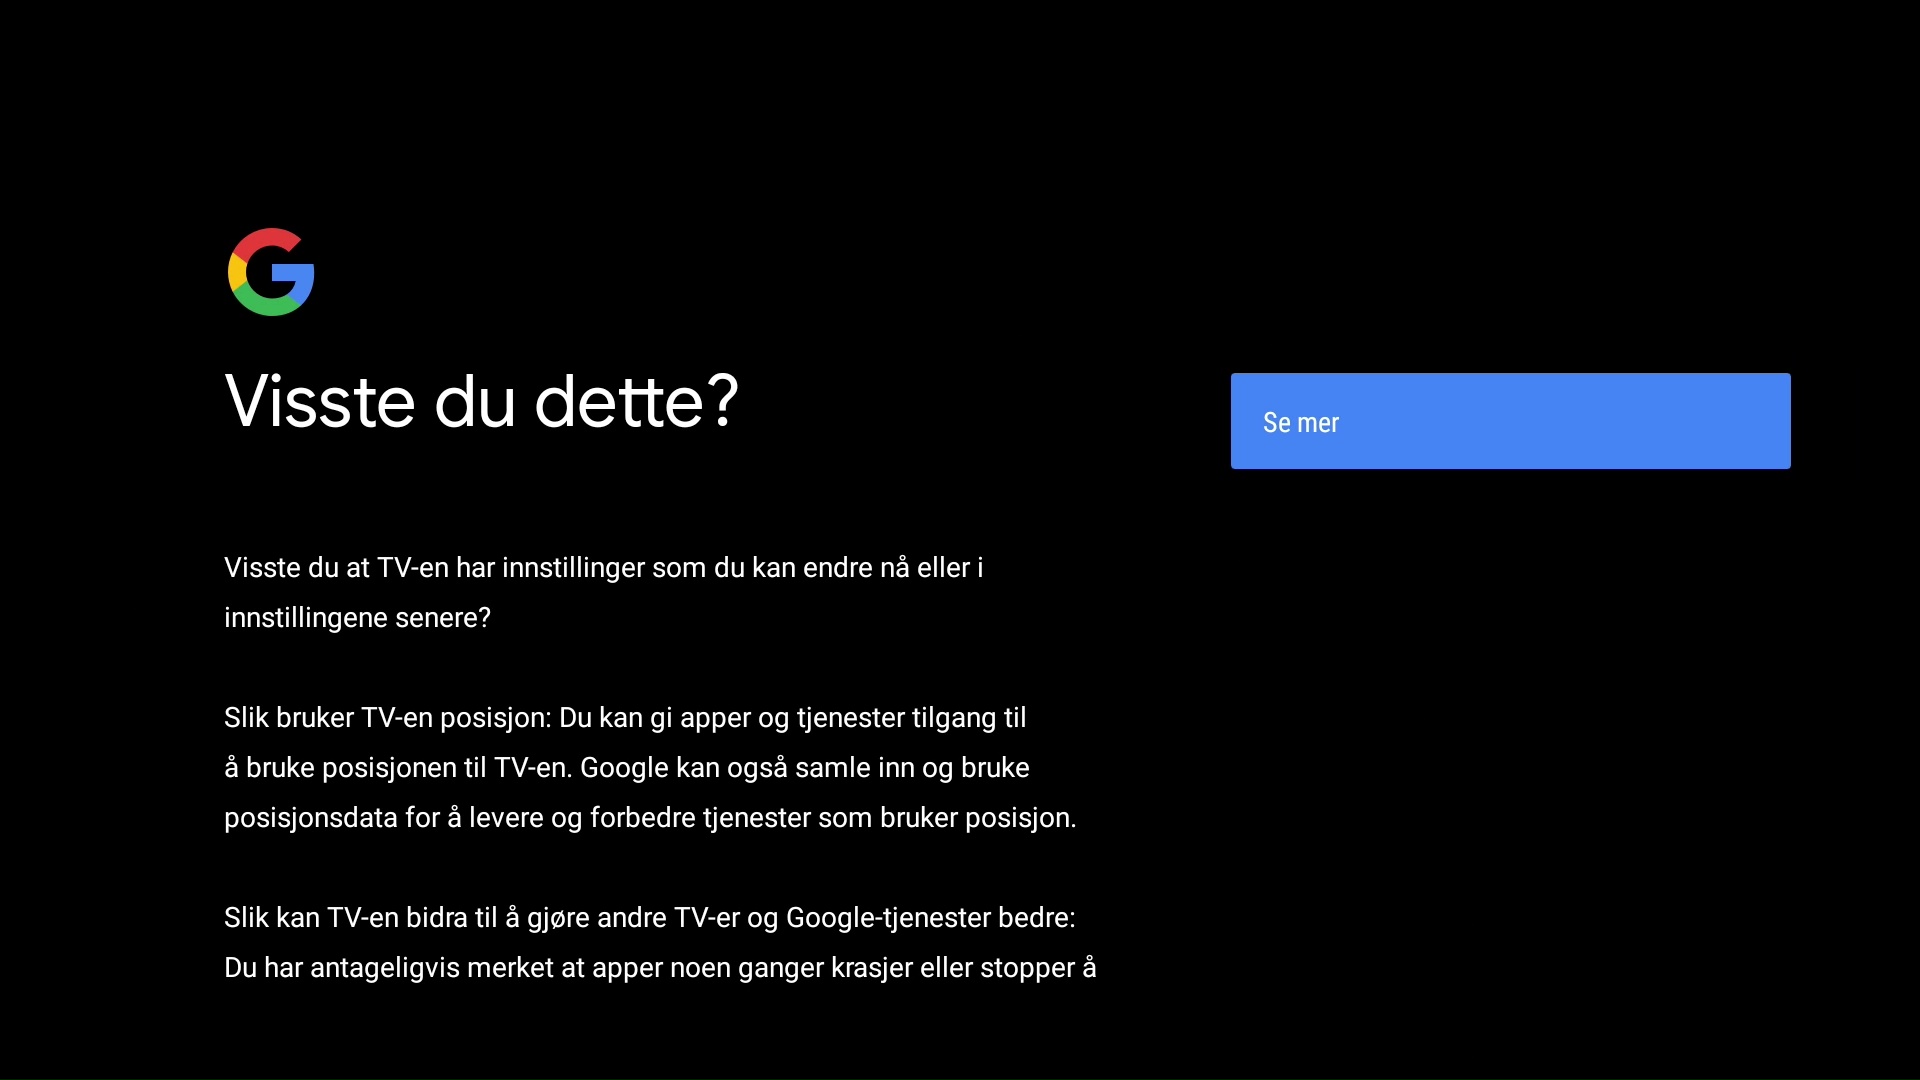 Visste du dette?
Se mer
Visste du at TV-en har innstillinger som du kan endre nå eller i
innstillingene senere?
Slik bruker TV-en posisjon: Du kan gi apper og tjenester tilgang til
å bruke posisjonen til TV-en. Google kan også samle inn og bruke
posisjonsdata for å levere og forbedre tjenester som bruker posisjon.
Slik kan TV-en bidra til å gjøre andre TV-er og Google-tjenester bedre:
Du har antageligvis merket at apper noen ganger krasjer eller stopper å